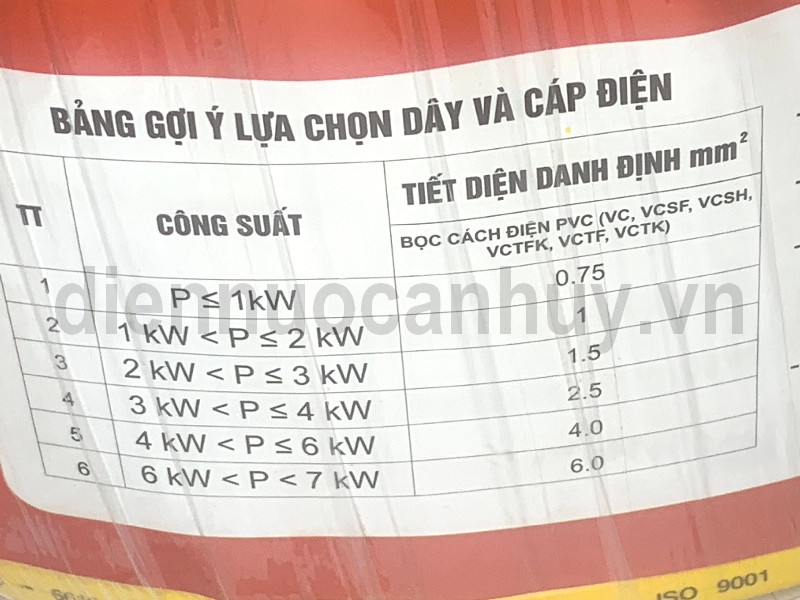 BẢNG GỢI Ý LỰA CHỌN DÂY VÀ CÁP ĐIỆN
TT CÔNG SUẤT TIẾT DIỆN DANH ĐỊNH mm²
BỌC CÁCH ĐIỆN PVC (VC, VCSF, VCSH,
VCTFK, VCTF, VCTK)
1 P ≤ 1kW 0.75
2 1 kW < P ≤ 2 kW 1
3 2 kW < P ≤ 3 kW 1.5
4 3 kW < P ≤ 4 kW 2.5
5 4 kW < P ≤ 6 kW 4.0
6 6 kW < P < 7 kW 6.0
diennuocanhuy.vn
ISO 9001